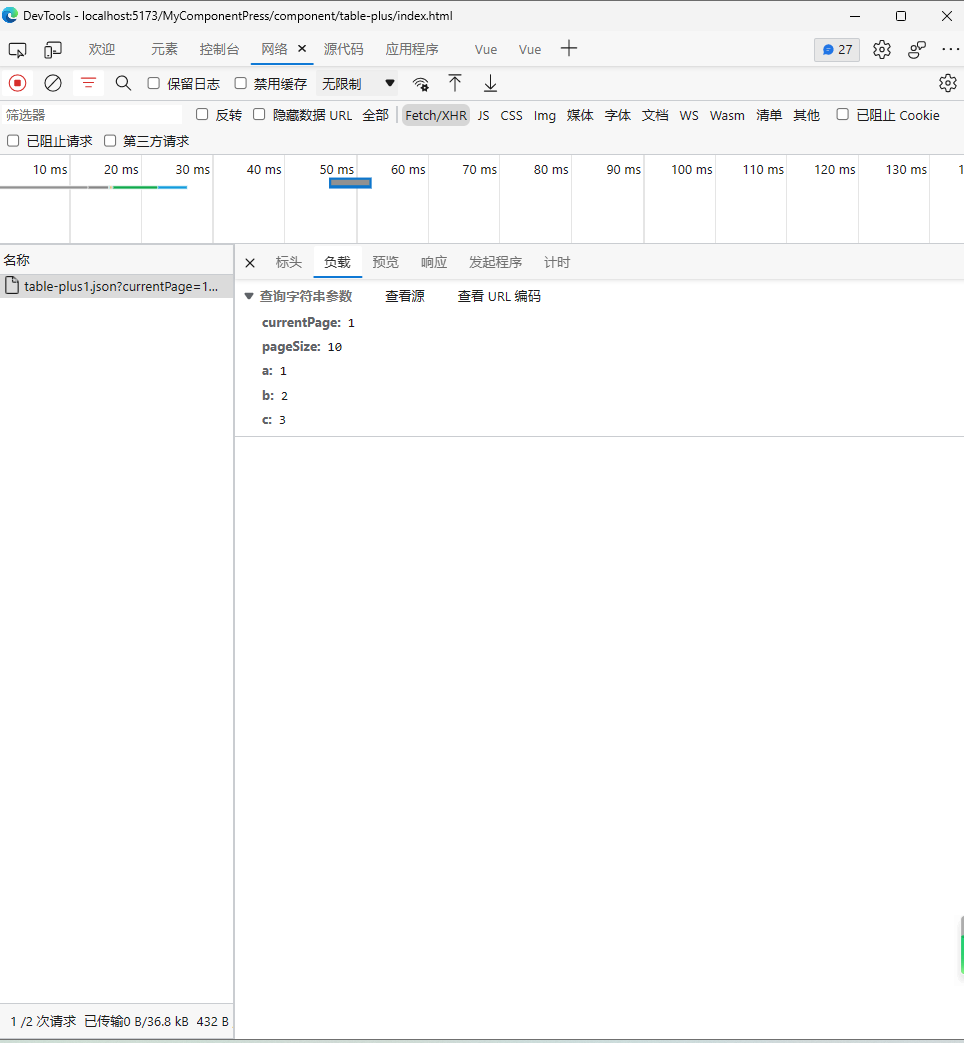 DevTools - localhost:5173/MyComponentPress/component/table-plus/index.html
欢迎 元素 控制台 网络 源代码 应用程序 Vue Vue 27
保留日志 禁用缓存 无限制
筛选器 反转 隐藏数据 URL 全部 Fetch/XHR JS CSS Img 媒体 字体 文档 WS Wasm 清单 其他 已阻止 Cookie
已阻止请求 第三方请求
10 ms 20 ms 30 ms 40 ms 50 ms 60 ms 70 ms 80 ms 90 ms 100 ms 110 ms 120 ms 130 ms 1
名称 标头 负载 预览 响应 发起程序 计时
table-plus1.json?currentPage=1...
查询字符串参数 查看源 查看 URL 编码
currentPage: 1
pageSize: 10
a: 1
b: 2
c: 3
1 /2 次请求 已传输0 B/36.8 kB 432 B